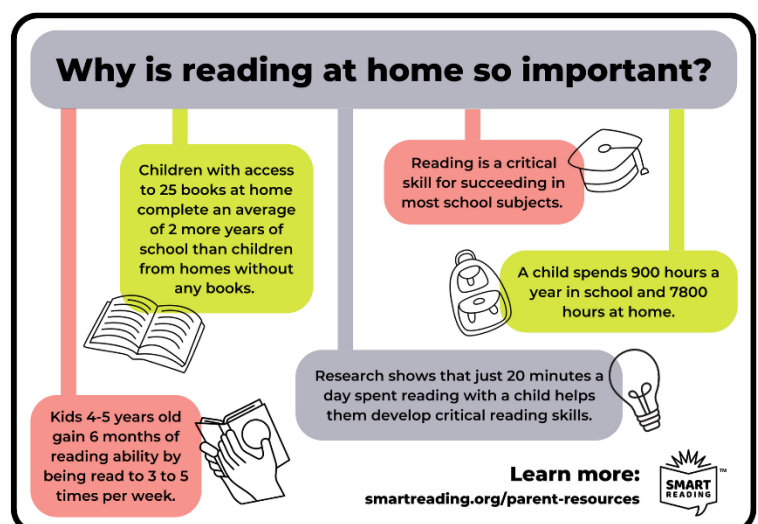 Why is reading at home so important?
Children with access
to 25 books at home
complete an average
of 2 more years of
school than children
from homes without
any books.
Reading is a critical
skill for succeeding in
most school subjects.
A child spends 900 hours a
year in school and 7800
hours at home.
Research shows that just 20 minutes a
day spent reading with a child helps
them develop critical reading skills.
Kids 4-5 years old
gain 6 months of
reading ability by
being read to 3 to 5
times per week.
Learn more:
smartreading.org/parent-resources
SMART
READING
TM